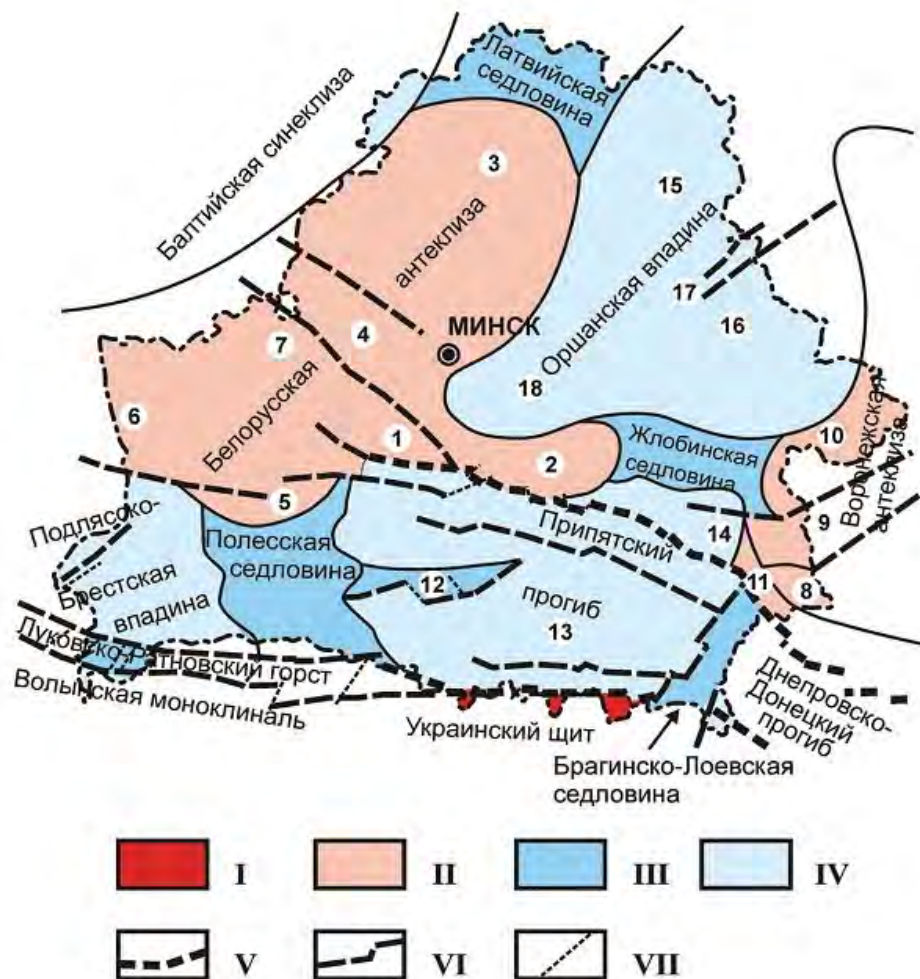 Латвийская
седловина
Балтийская синеклиза
3
15
антеклиза
Оршанская впадина
17
МИНСК
16
4
7
18
Белорусская
6
1
2
Жлобинская
седловина
10
Воронежская
антеклиза
9
5
14
Подлясско-
Брестская
впадина
Полесская
седловина
Припятский
прогиб
12
11
8
13
Луковско-Ратновский горст
Волынская моноклиналь
Украинский щит
Днепровско-
Донецкий
прогиб
Брагинско-Лоевская
седловина
I
II
III
IV
V
VI
VII